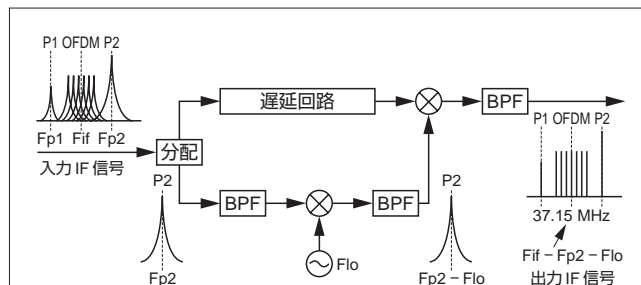 P1 OFDM P2
Fp1 Fif Fp2
入力 IF 信号
分配
遅延回路
BPF
P1 OFDM P2
37.15 MHz
Fif − Fp2 − Flo
出力 IF 信号
P2
Fp2
BPF
BPF
Flo
P2
Fp2 − Flo